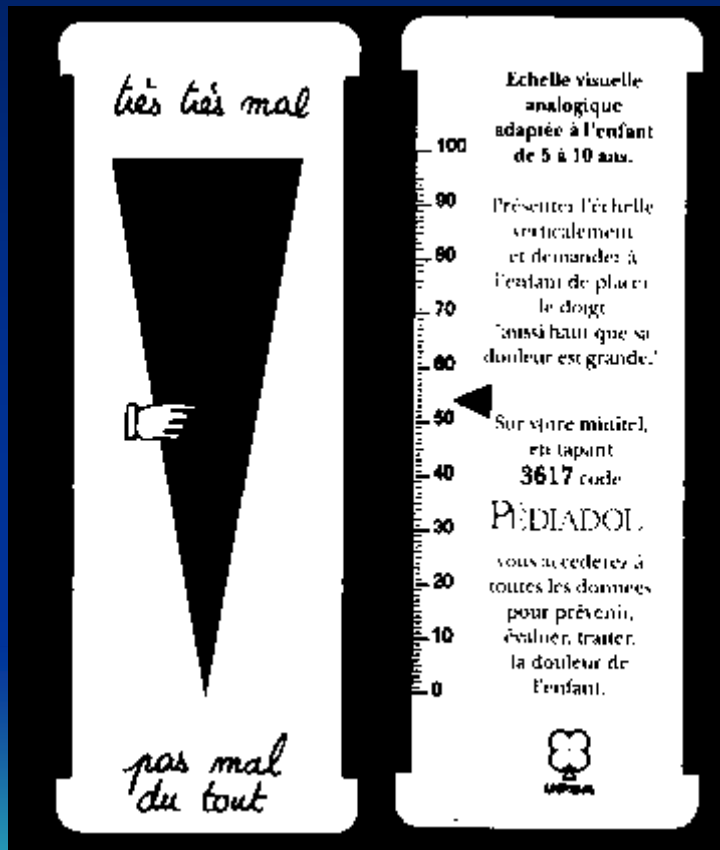 très très mal
pas mal
du tout
Echelle visuelle
analogique
adaptée à l'enfant
de 5 à 10 ans.
100
90
80
70
60
50
40
30
20
10
0
Présenter l'échelle
verticalement
et demander à
l'enfant de placer
le doigt
"aussi haut que sa
douleur est grande."
Sur votre minitel,
en tapant
3617 code
PÉDIADOL
vous accéderez à
toutes les données
pour prévenir,
évaluer, traiter,
la douleur de
l'enfant.
UPSA